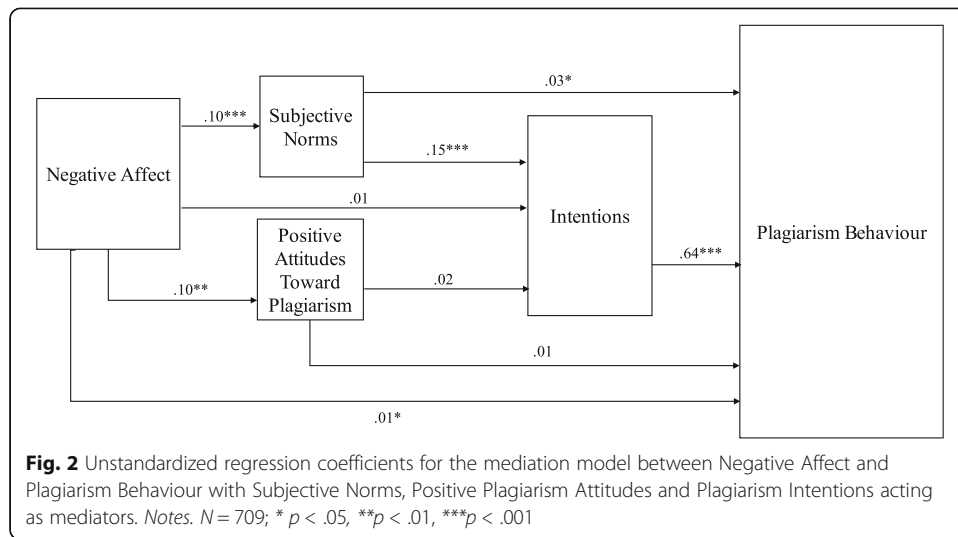 .03*
.10***
Subjective
Norms
.15***
Negative Affect
.01
Intentions
Positive
Attitudes
Toward
Plagiarism
Plagiarism Behaviour
.64***
.02
.10**
.01
.01*
Fig. 2 Unstandardized regression coefficients for the mediation model between Negative Affect and
Plagiarism Behaviour with Subjective Norms, Positive Plagiarism Attitudes and Plagiarism Intentions acting
as mediators. Notes. N = 709; * p < .05, **p < .01, ***p < .001